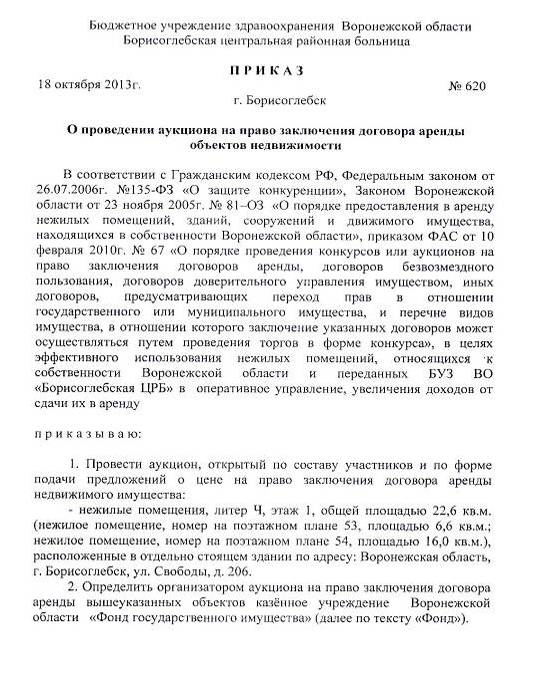 Бюджетное учреждение здравоохранения Воронежской области
Борисоглебская центральная районная больница
П Р И К А З
18 октября 2013г. № 620
г. Борисоглебск
О проведении аукциона на право заключения договора аренды
объектов недвижимости
В соответствии с Гражданским кодексом РФ, Федеральным законом от
26.07.2006г. №135-ФЗ «О защите конкуренции», Законом Воронежской
области от 23 ноября 2005г. № 81–ОЗ «О порядке предоставления в аренду
нежилых помещений, зданий, сооружений и движимого имущества,
находящихся в собственности Воронежской области», приказом ФАС от 10
февраля 2010г. № 67 «О порядке проведения конкурсов или аукционов на
право заключения договоров аренды, договоров безвозмездного
пользования, договоров доверительного управления имуществом, иных
договоров, предусматривающих переход прав в отношении
государственного или муниципального имущества, и перечне видов
имущества, в отношении которого заключение указанных договоров может
осуществляться путем проведения торгов в форме конкурса», в целях
эффективного использования нежилых помещений, относящихся к
собственности Воронежской области и переданных БУЗ ВО
«Борисоглебская ЦРБ» в оперативное управление, увеличения доходов от
сдачи их в аренду
п р и к а з ы в а ю:
1. Провести аукцион, открытый по составу участников и по форме
подачи предложений о цене на право заключения договора аренды
недвижимого имущества:
- нежилые помещения, литер Ч, этаж 1, общей площадью 22,6 кв.м.
(нежилое помещение, номер на поэтажном плане 53, площадью 6,6 кв.м.;
нежилое помещение, номер на поэтажном плане 54, площадью 16,0 кв.м.),
расположенные в отдельно стоящем здании по адресу: Воронежская область,
г. Борисоглебск, ул. Свободы, д. 206.
2. Определить организатором аукциона на право заключения договора
аренды вышеуказанных объектов казённое учреждение Воронежской
области «Фонд государственного имущества» (далее по тексту «Фонд»).